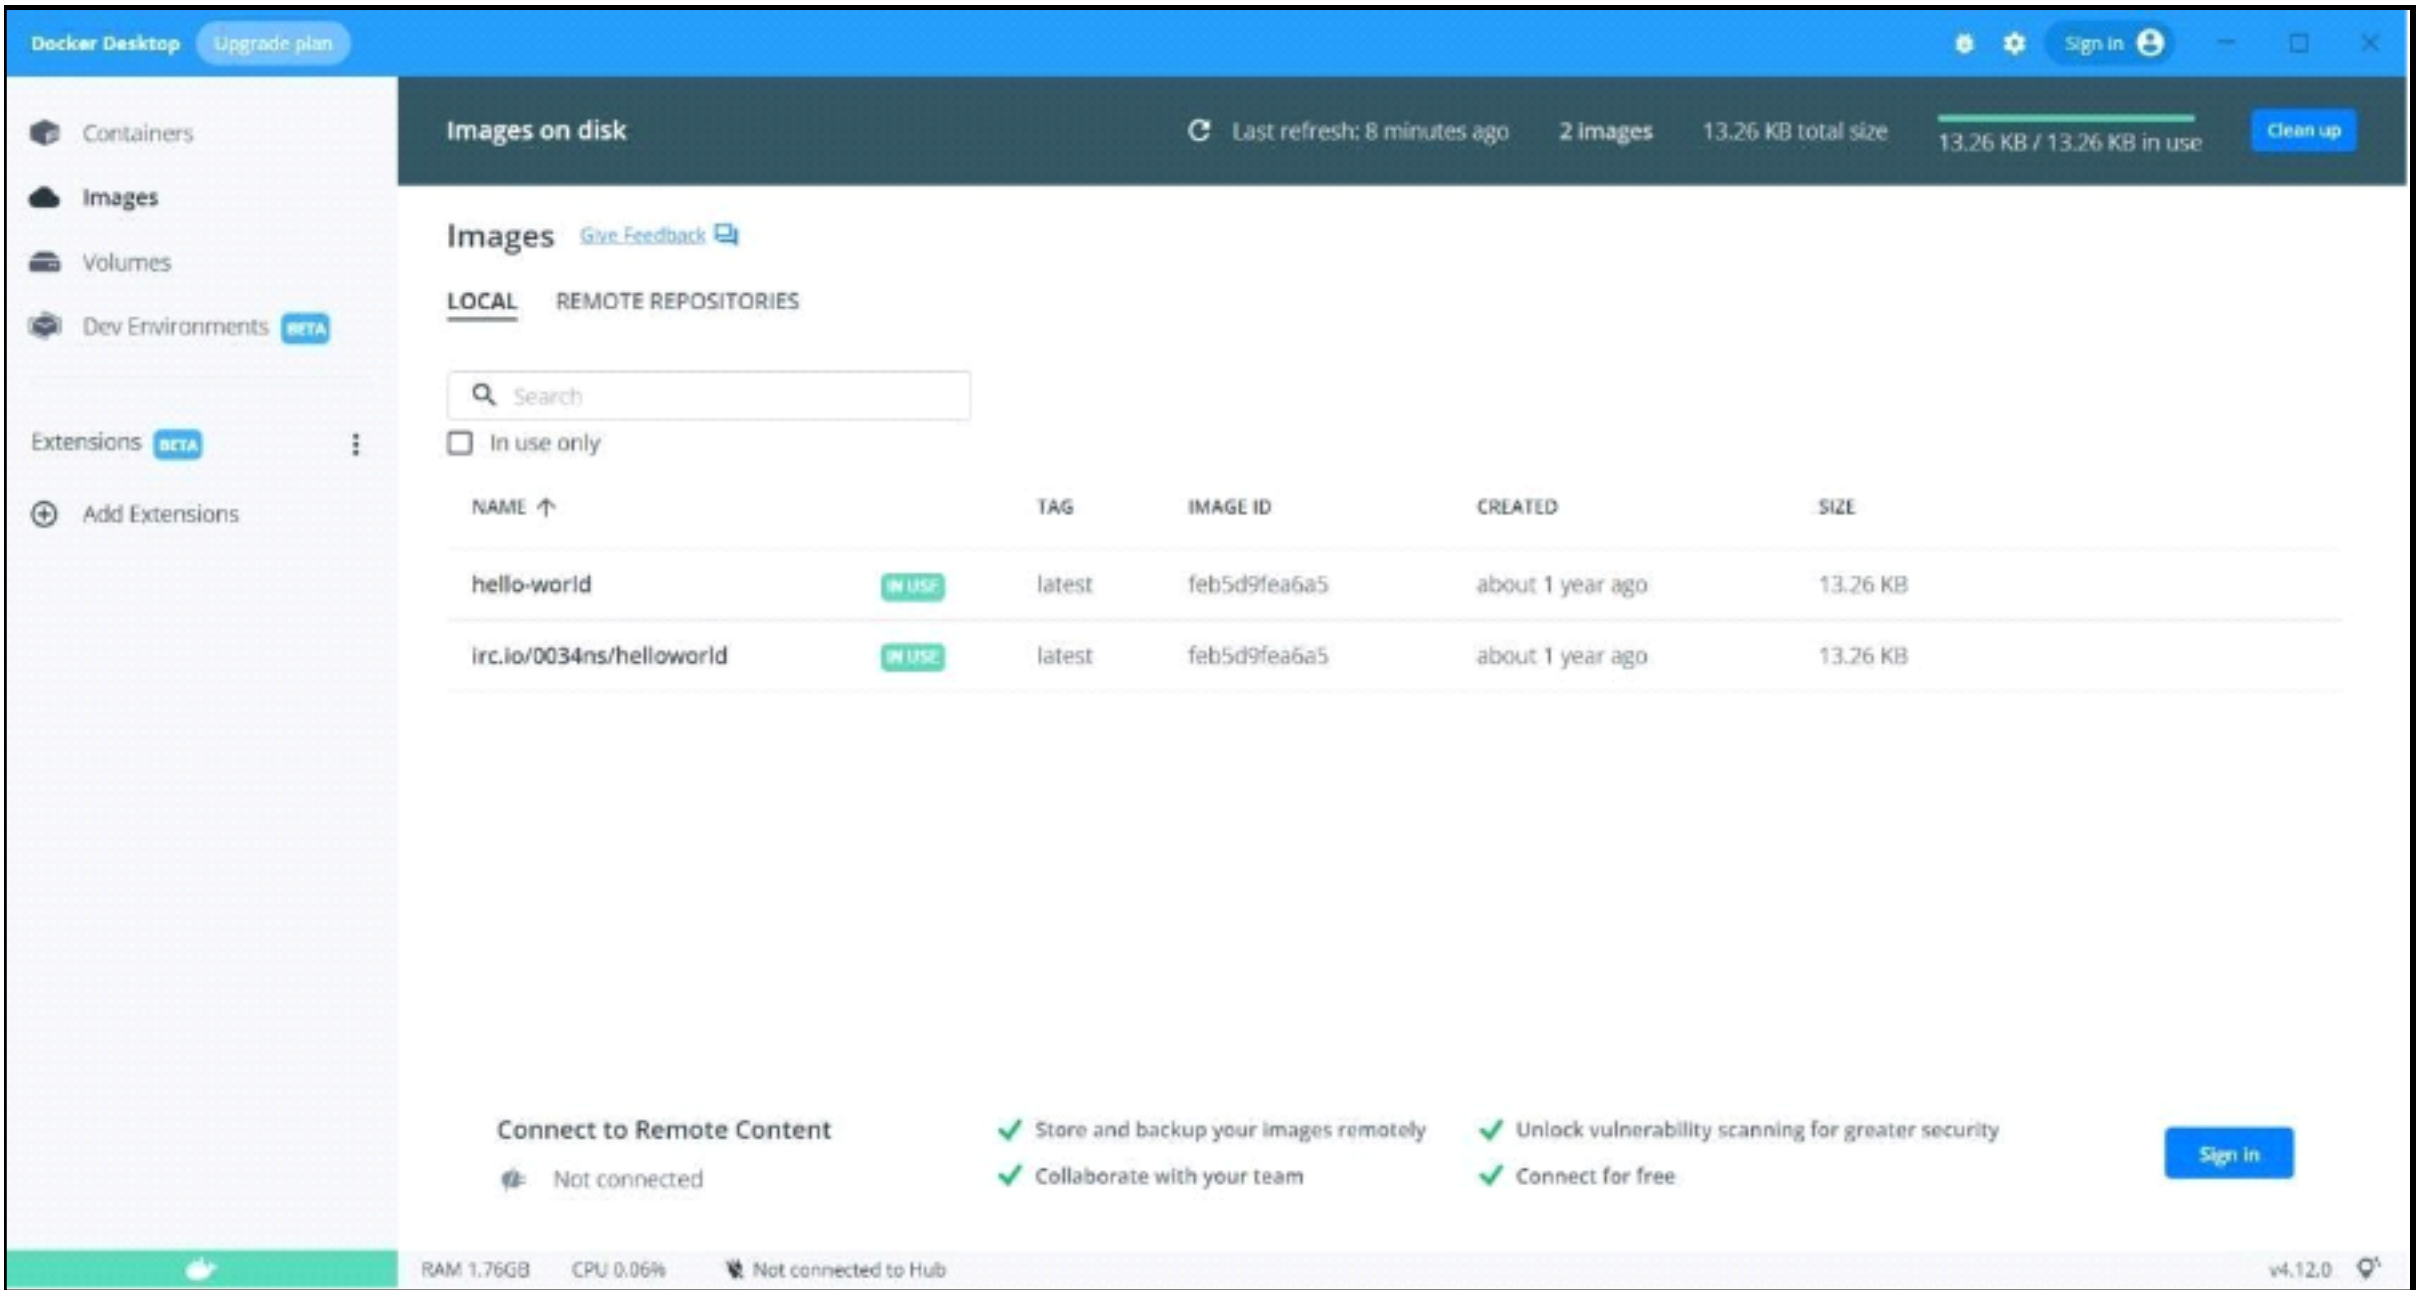 Docker Desktop Upgrade plan Sign in
Containers
Images
Volumes
Dev Environments BETA
Extensions BETA
Add Extensions
Images on disk Last refresh: 8 minutes ago 2 images 13.26 KB total size 13.26 KB / 13.26 KB in use Clean up
Images Give Feedback
LOCAL REMOTE REPOSITORIES
Search
In use only
NAME TAG IMAGE ID CREATED SIZE
hello-world IN USE latest feb5d9fea6a5 about 1 year ago 13.26 KB
irc.io/0034ns/helloworld IN USE latest feb5d9fea6a5 about 1 year ago 13.26 KB
Connect to Remote Content
Not connected
Store and backup your images remotely
Collaborate with your team
Unlock vulnerability scanning for greater security
Connect for free
Sign in
RAM 1.76GB CPU 0.06% Not connected to Hub v4.12.0